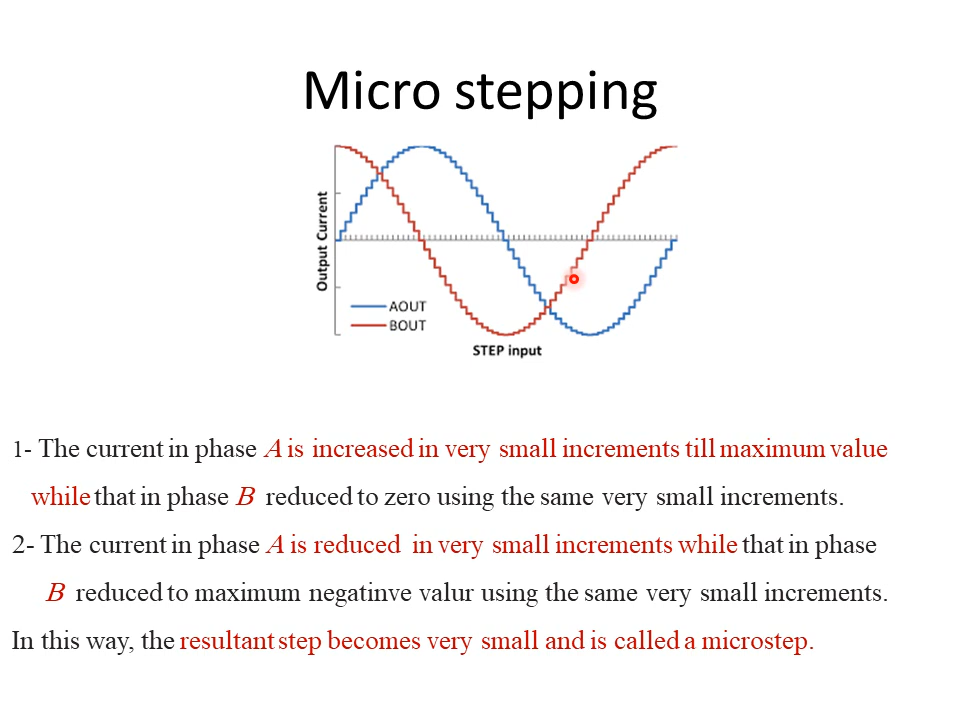 Micro stepping
Output Current
AOUT
BOUT
STEP input
1- The current in phase A is increased in very small increments till maximum value
while that in phase B reduced to zero using the same very small increments.
2- The current in phase A is reduced in very small increments while that in phase
B reduced to maximum negatinve valur using the same very small increments.
In this way, the resultant step becomes very small and is called a microstep.